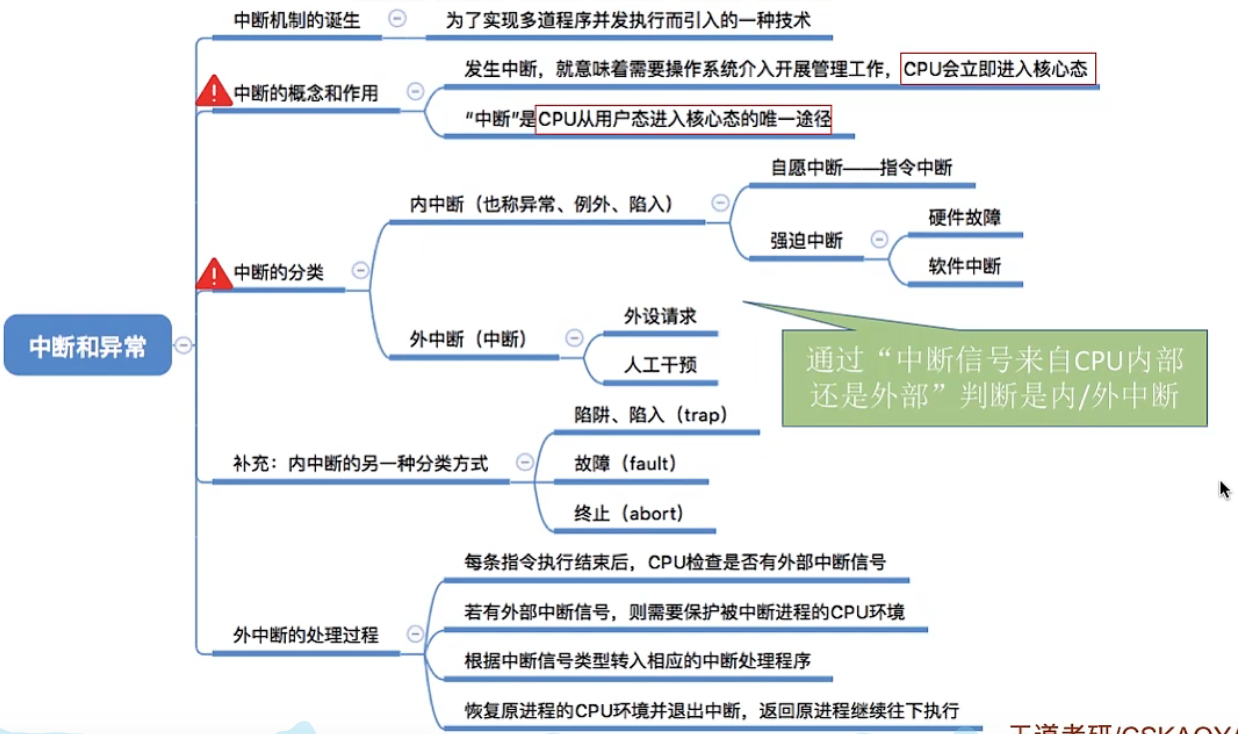 中断机制的诞生
为了实现多道程序并发执行而引入的一种技术
发生中断，就意味着需要操作系统介入开展管理工作，CPU会立即进入核心态
中断的概念和作用
“中断”是CPU从用户态进入核心态的唯一途径
自愿中断——指令中断
内中断（也称异常、例外、陷入）
硬件故障
强迫中断
软件中断
中断的分类
外设请求
外中断（中断）
人工干预
中断和异常
通过“中断信号来自CPU内部
还是外部”判断是内/外中断
陷阱、陷入（trap）
补充：内中断的另一种分类方式
故障（fault）
终止（abort）
每条指令执行结束后，CPU检查是否有外部中断信号
若有外部中断信号，则需要保护被中断进程的CPU环境
外中断的处理过程
根据中断信号类型转入相应的中断处理程序
恢复原进程的CPU环境并退出中断，返回原进程继续往下执行